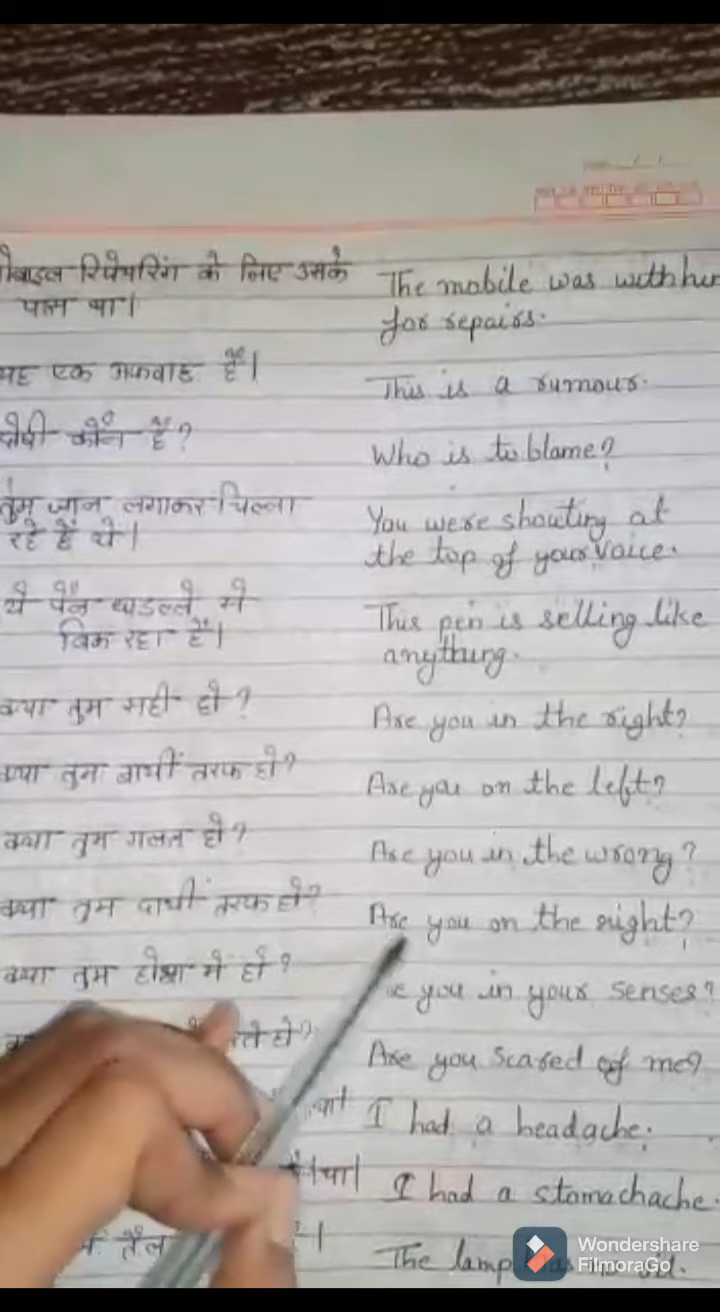 रिपेयरिंग के लिए उसके
पास था।
The mobile was with
for repairs.
यह एक अफवाह है।
This is a rumour.
दोषी कौन है?
Who is to blame?
तुम जान लगाकर चिल्ला
रहे हैं थे।
You were shouting at
the top of your voice.
ये पैन धडल्ले से
बिक रहा है।
This pen is selling like
anything.
क्या तुम सही हो?
Are you in the right?
क्या तुम बायीं तरफ हो?
Are you on the left?
क्या तुम गलत हो?
Are you in the wrong?
क्या तुम दायीं तरफ हो?
Are you on the right?
क्या तुम होश में हो?
you in your senses?
हो?
Are you scared of me?
था।
I had a headache.
था।
I had a stomachache.
तेल
The lamp
Wondershare
FilmoraGo